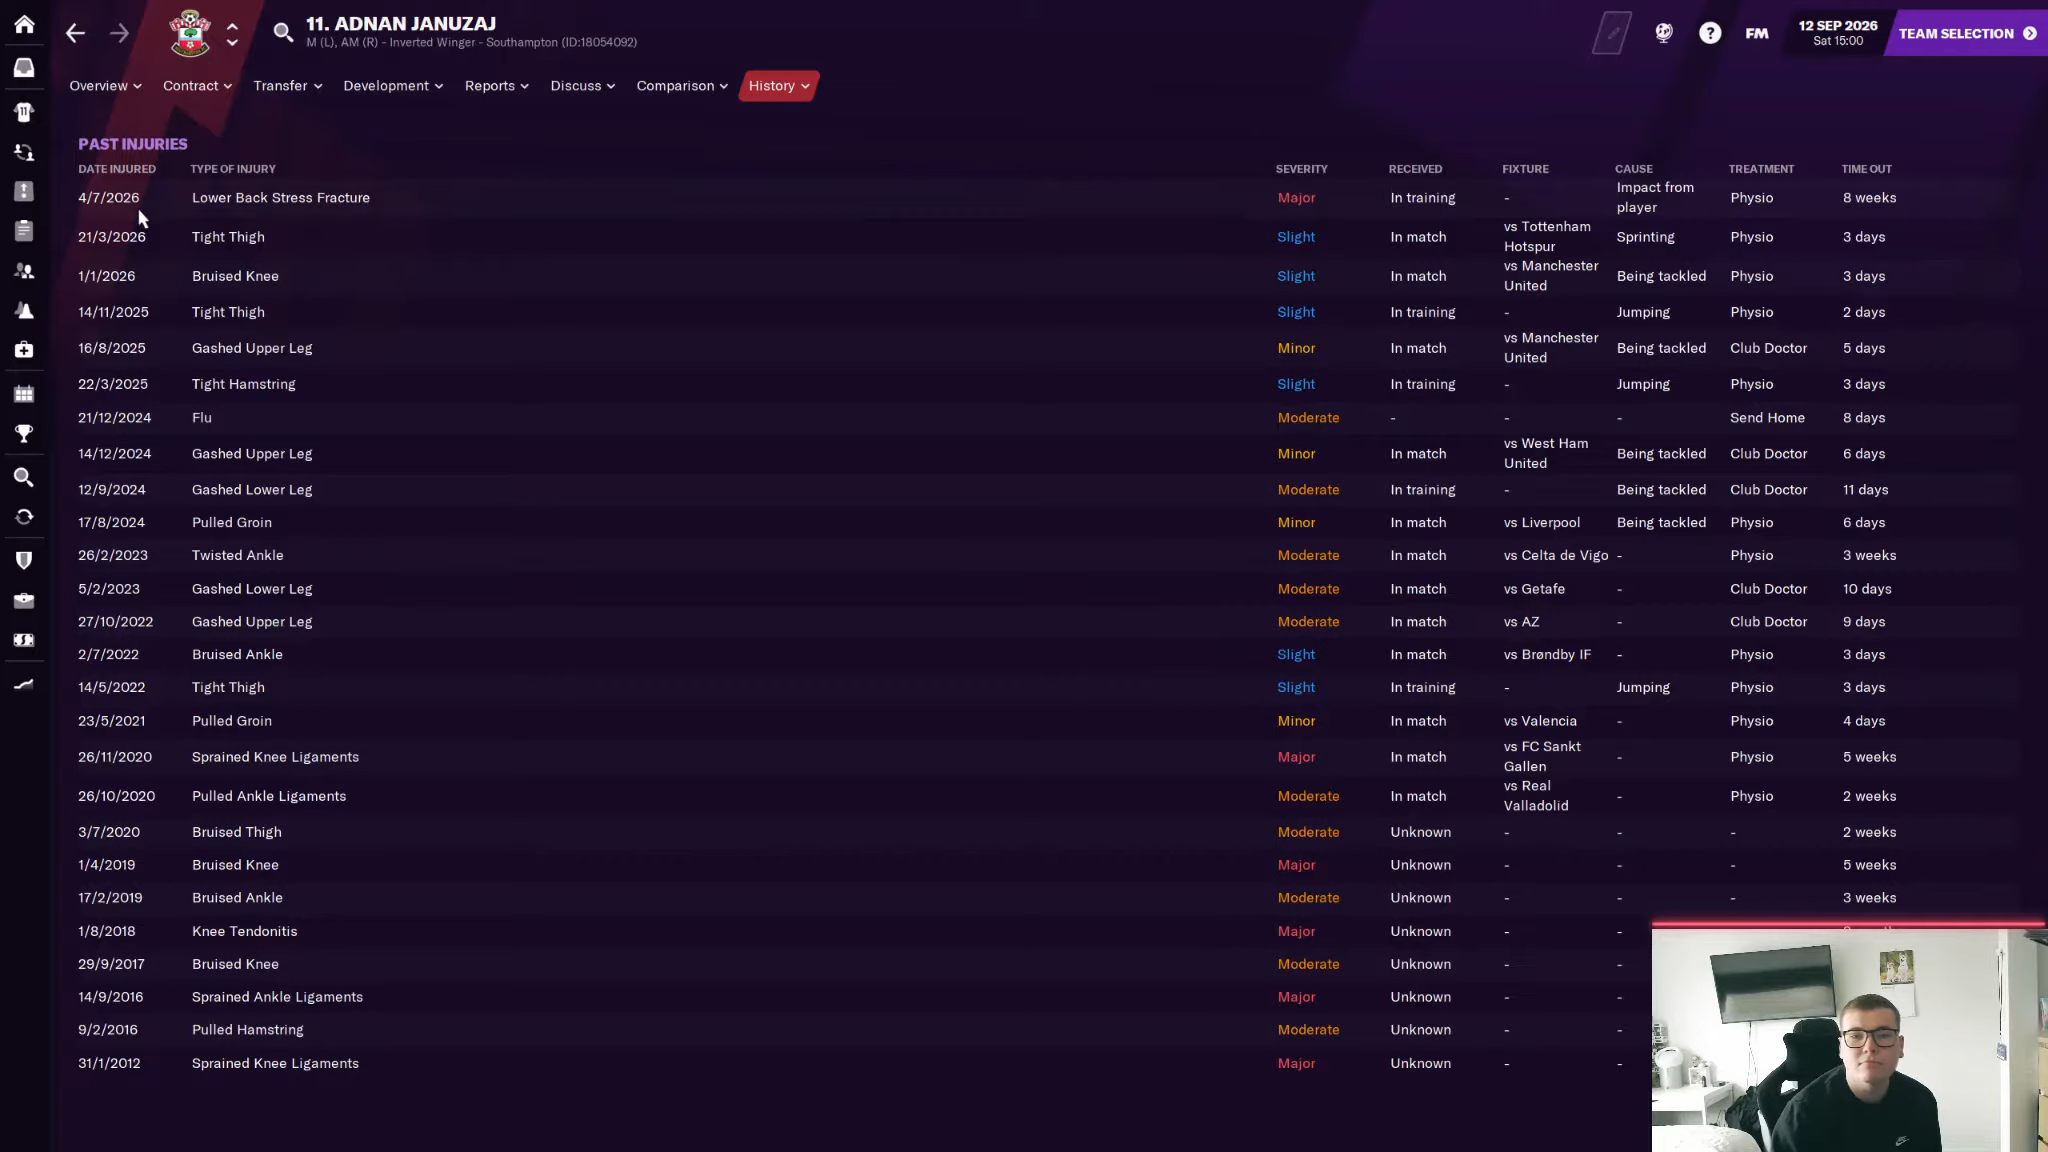 11. ADNAN JANUZAJ
M (L), AM (R) - Inverted Winger - Southampton (ID:18054092)
FM
12 SEP 2026
Sat 15:00
TEAM SELECTION
Overview Contract Transfer Development Reports Discuss Comparison History
PAST INJURIES
DATE INJURED TYPE OF INJURY SEVERITY RECEIVED FIXTURE CAUSE TREATMENT TIME OUT
4/7/2026 Lower Back Stress Fracture Major In training - Impact from player Physio 8 weeks
21/3/2026 Tight Thigh Slight In match vs Tottenham Hotspur Sprinting Physio 3 days
1/1/2026 Bruised Knee Slight In match vs Manchester United Being tackled Physio 3 days
14/11/2025 Tight Thigh Slight In training - Jumping Physio 2 days
16/8/2025 Gashed Upper Leg Minor In match vs Manchester United Being tackled Club Doctor 5 days
22/3/2025 Tight Hamstring Slight In training - Jumping Physio 3 days
21/12/2024 Flu Moderate - - - Send Home 8 days
14/12/2024 Gashed Upper Leg Minor In match vs West Ham United Being tackled Club Doctor 6 days
12/9/2024 Gashed Lower Leg Moderate In training - Being tackled Club Doctor 11 days
17/8/2024 Pulled Groin Minor In match vs Liverpool Being tackled Physio 6 days
26/2/2023 Twisted Ankle Moderate In match vs Celta de Vigo - Physio 3 weeks
5/2/2023 Gashed Lower Leg Moderate In match vs Getafe - Club Doctor 10 days
27/10/2022 Gashed Upper Leg Moderate In match vs AZ - Club Doctor 9 days
2/7/2022 Bruised Ankle Slight In match vs Brøndby IF - Physio 3 days
14/5/2022 Tight Thigh Slight In training - Jumping Physio 3 days
23/5/2021 Pulled Groin Minor In match vs Valencia - Physio 4 days
26/11/2020 Sprained Knee Ligaments Major In match vs FC Sankt Gallen - Physio 5 weeks
26/10/2020 Pulled Ankle Ligaments Moderate In match vs Real Valladolid - Physio 2 weeks
3/7/2020 Bruised Thigh Moderate Unknown - - - 2 weeks
1/4/2019 Bruised Knee Major Unknown - - - 5 weeks
17/2/2019 Bruised Ankle Moderate Unknown - - - 3 weeks
1/8/2018 Knee Tendonitis Major Unknown - -
29/9/2017 Bruised Knee Moderate Unknown - -
14/9/2016 Sprained Ankle Ligaments Major Unknown - -
9/2/2016 Pulled Hamstring Moderate Unknown - -
31/1/2012 Sprained Knee Ligaments Major Unknown - -